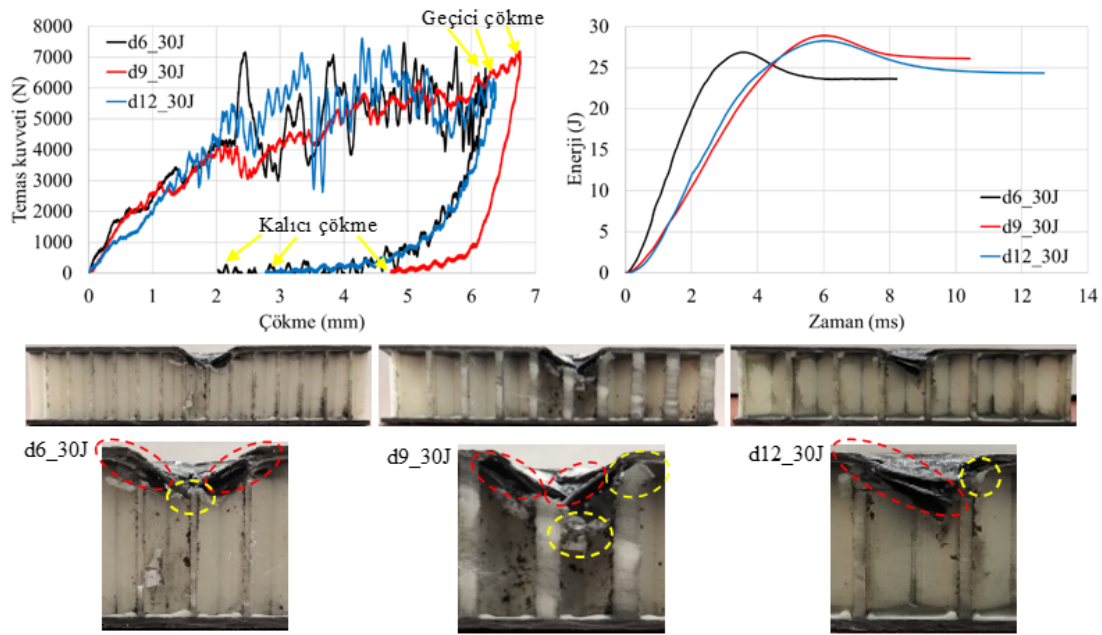 Geçici çökme
8000
7000
6000
5000
4000
3000
2000
1000
0
Temas kuvveti (N)
d6_30J
d9_30J
d12_30J
Kalıcı çökme
0 1 2 3 4 5 6 7
Çökme (mm)
30
25
20
15
10
5
0
Enerji (J)
d6_30J
d9_30J
d12_30J
0 2 4 6 8 10 12 14
Zaman (ms)
d6_30J
d9_30J
d12_30J